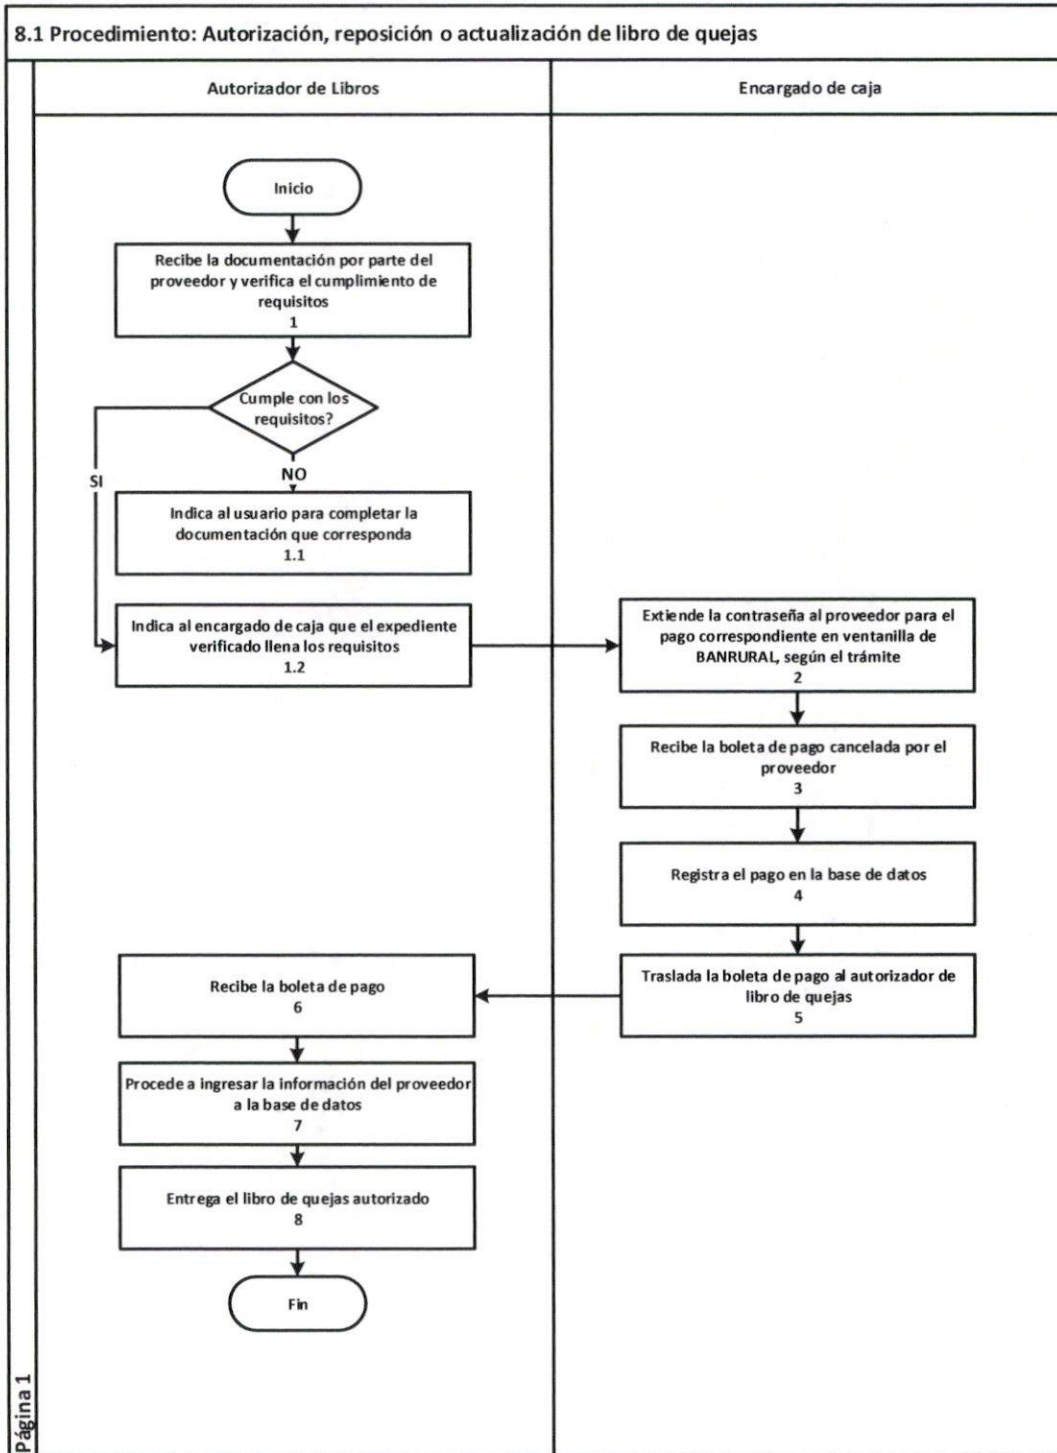 8.1 Procedimiento: Autorización, reposición o actualización de libro de quejas
Autorizador de Libros
Encargado de caja
Inicio
Recibe la documentación por parte del
proveedor y verifica el cumplimiento de
requisitos
1
Cumple con los
requisitos?
SI
NO
Indica al usuario para completar la
documentación que corresponda
1.1
Indica al encargado de caja que el expediente
verificado llena los requisitos
1.2
Extiende la contraseña al proveedor para el
pago correspondiente en ventanilla de
BANRURAL, según el trámite
2
Recibe la boleta de pago cancelada por el
proveedor
3
Registra el pago en la base de datos
4
Traslada la boleta de pago al autorizador de
libro de quejas
5
Recibe la boleta de pago
6
Procede a ingresar la información del proveedor
a la base de datos
7
Entrega el libro de quejas autorizado
8
Fin
Página 1